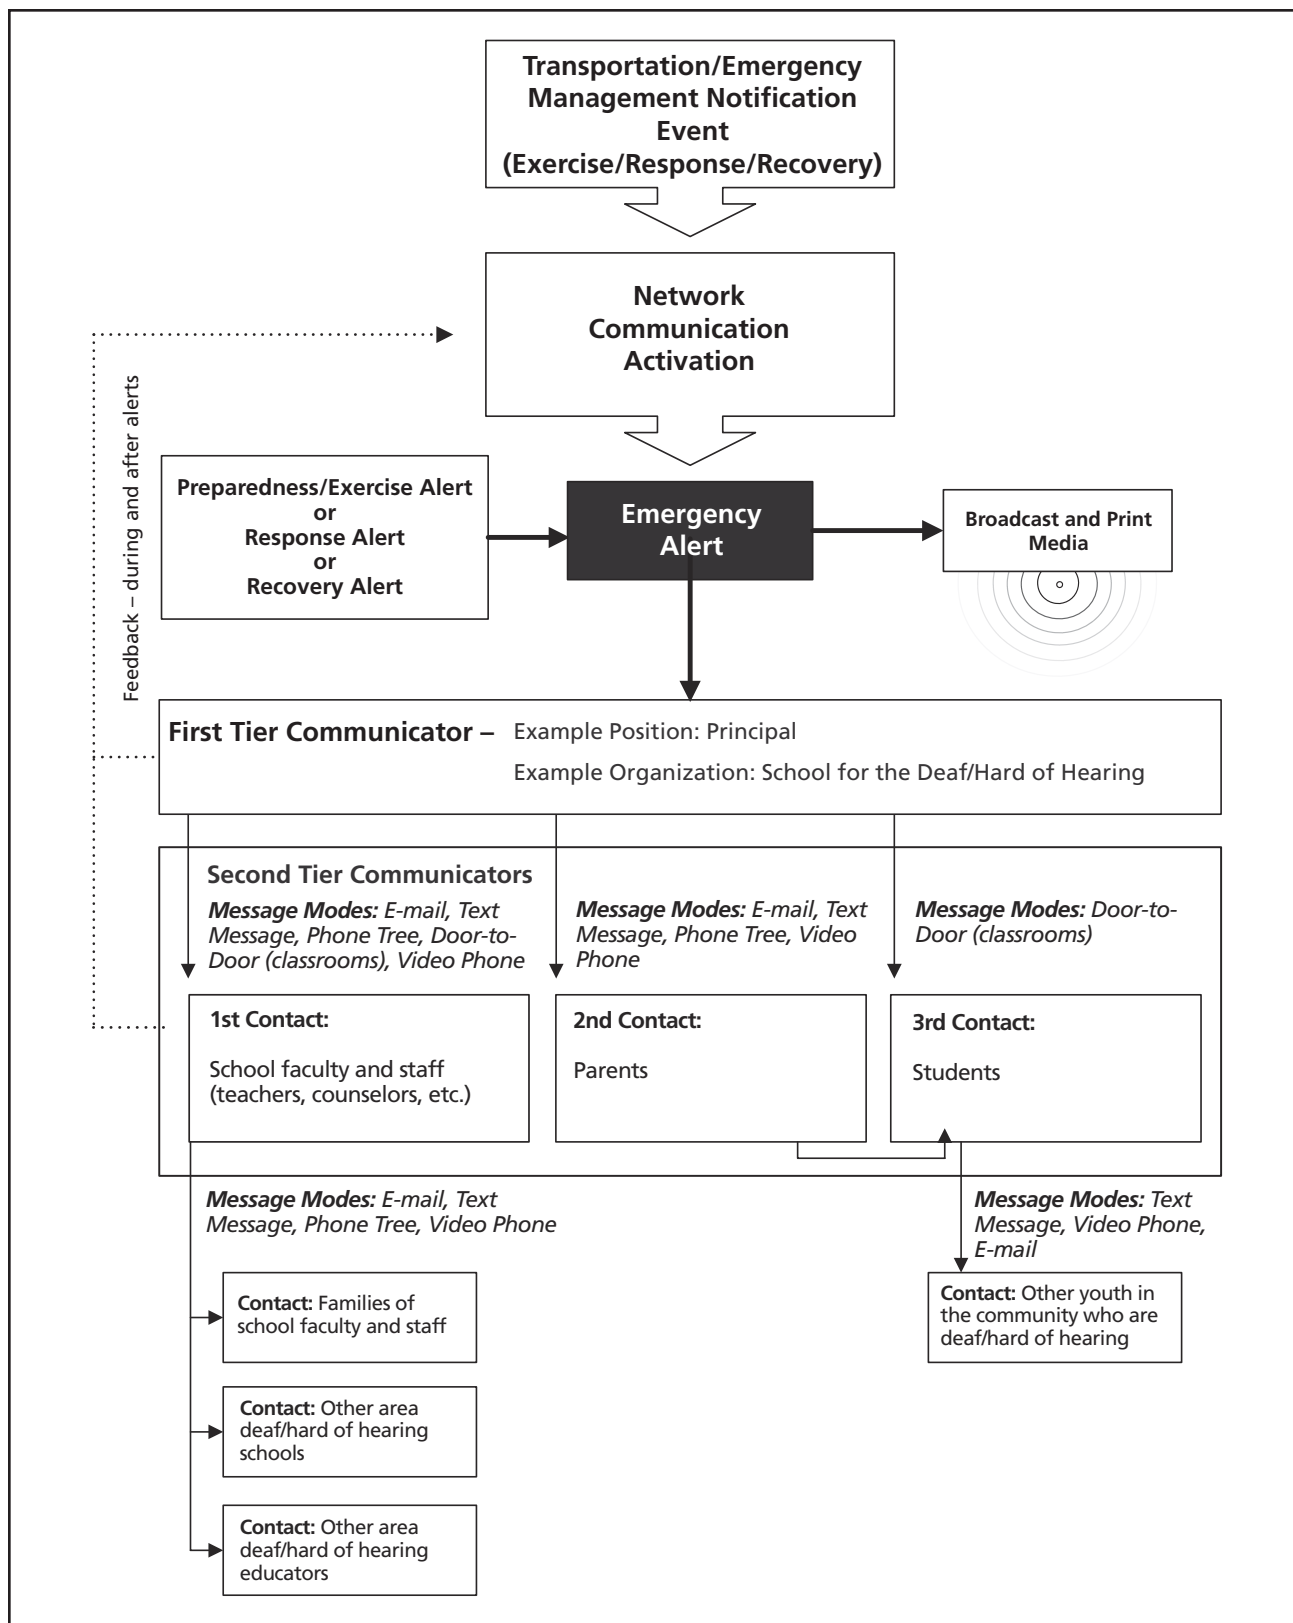 Transportation/Emergency
Management Notification
Event
(Exercise/Response/Recovery)
Network
Communication
Activation
Feedback – during and after alerts
Preparedness/Exercise Alert
or
Response Alert
or
Recovery Alert
Emergency
Alert
Broadcast and Print
Media
First Tier Communicator – Example Position: Principal
Example Organization: School for the Deaf/Hard of Hearing
Second Tier Communicators
Message Modes: E-mail, Text
Message, Phone Tree, Door-to-
Door (classrooms), Video Phone
Message Modes: E-mail, Text
Message, Phone Tree, Video
Phone
Message Modes: Door-to-
Door (classrooms)
1st Contact:
School faculty and staff
(teachers, counselors, etc.)
2nd Contact:
Parents
3rd Contact:
Students
Message Modes: E-mail, Text
Message, Phone Tree, Video Phone
Message Modes: Text
Message, Video Phone,
E-mail
Contact: Families of
school faculty and staff
Contact: Other youth in
the community who are
deaf/hard of hearing
Contact: Other area
deaf/hard of hearing
schools
Contact: Other area
deaf/hard of hearing
educators